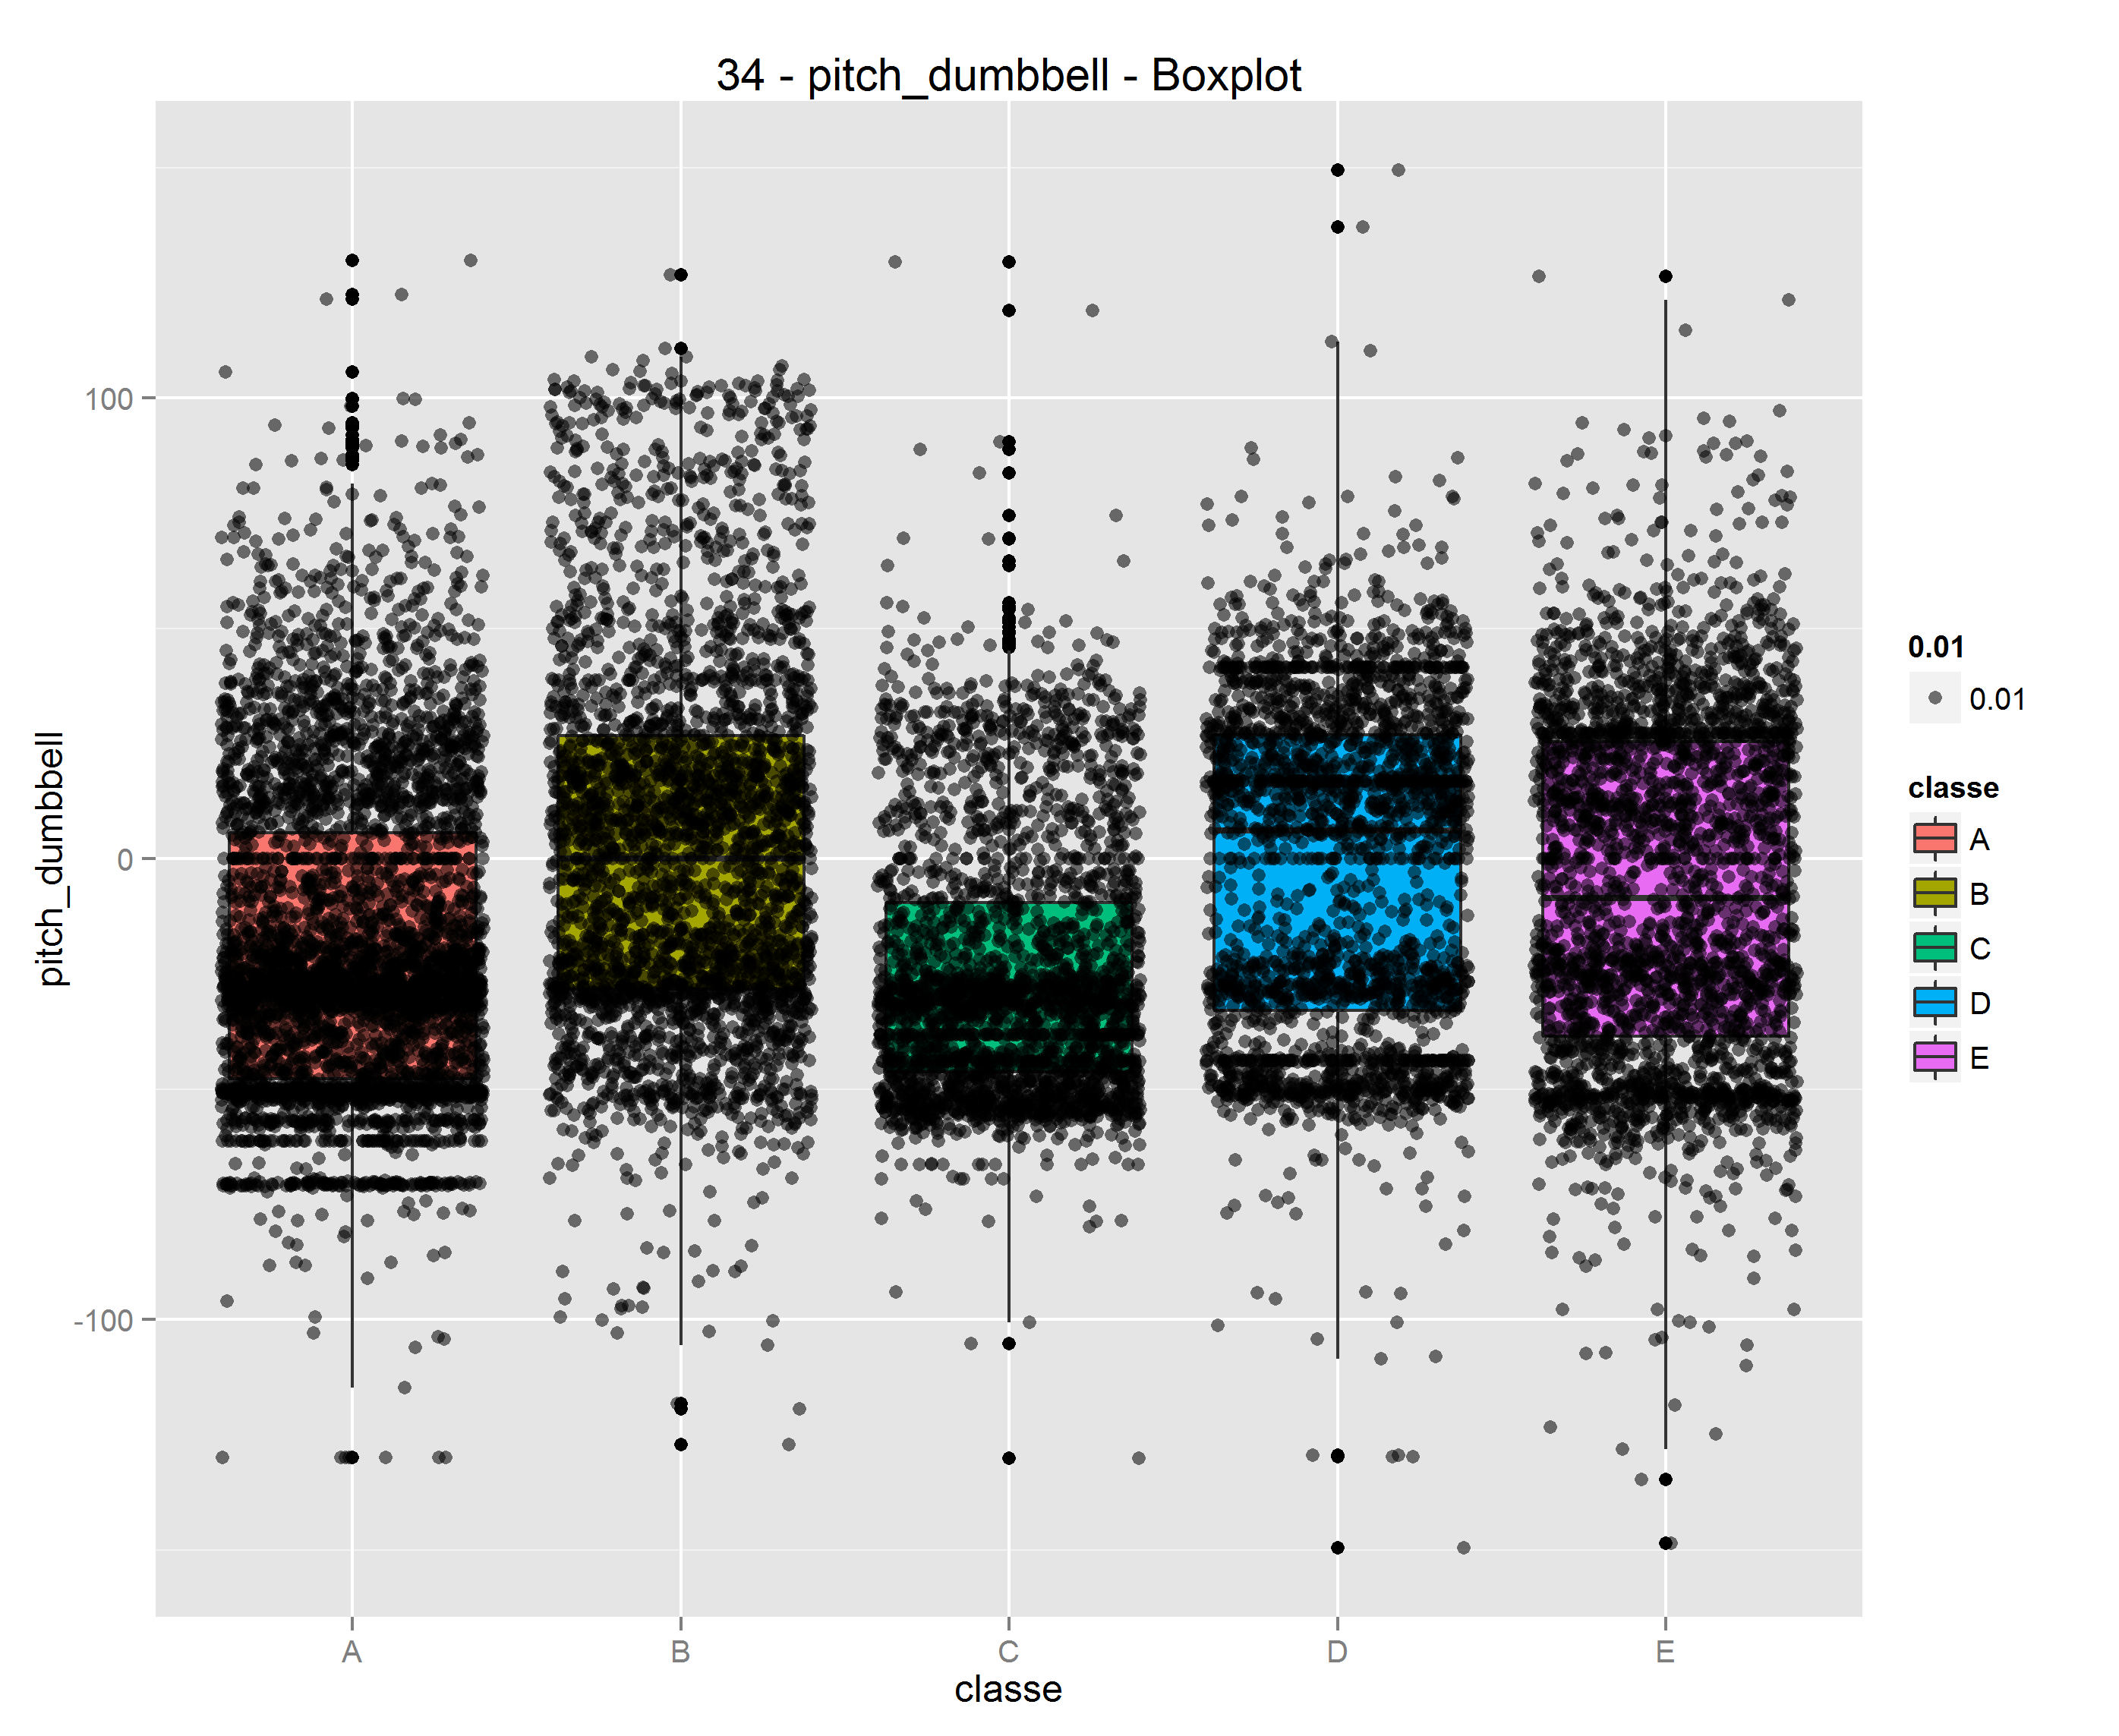 34 - pitch_dumbbell - Boxplot
pitch_dumbbell
100
0
-100
A
B
C
D
E
classe
0.01
0.01
classe
A
B
C
D
E